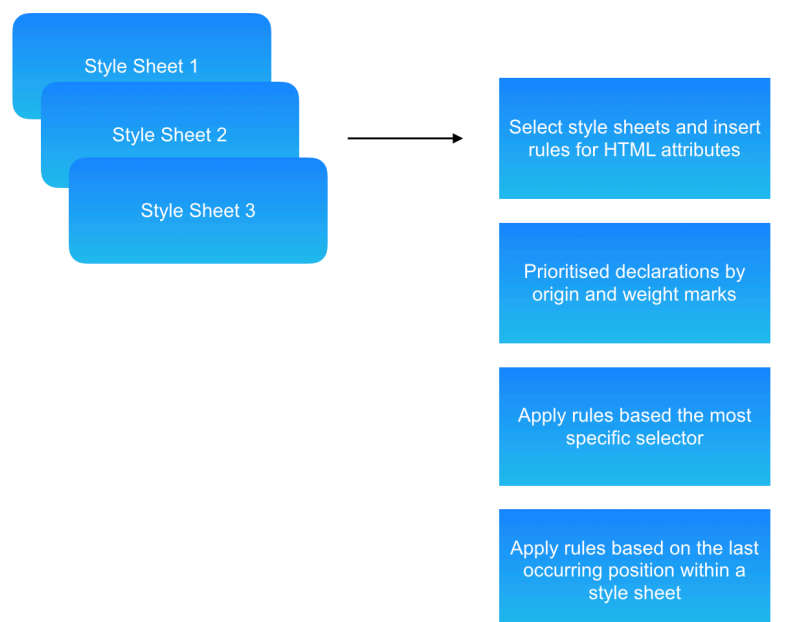 Style Sheet 1
Style Sheet 2
Style Sheet 3
Select style sheets and insert
rules for HTML attributes
Prioritised declarations by
origin and weight marks
Apply rules based the most
specific selector
Apply rules based on the last
occurring position within a
style sheet